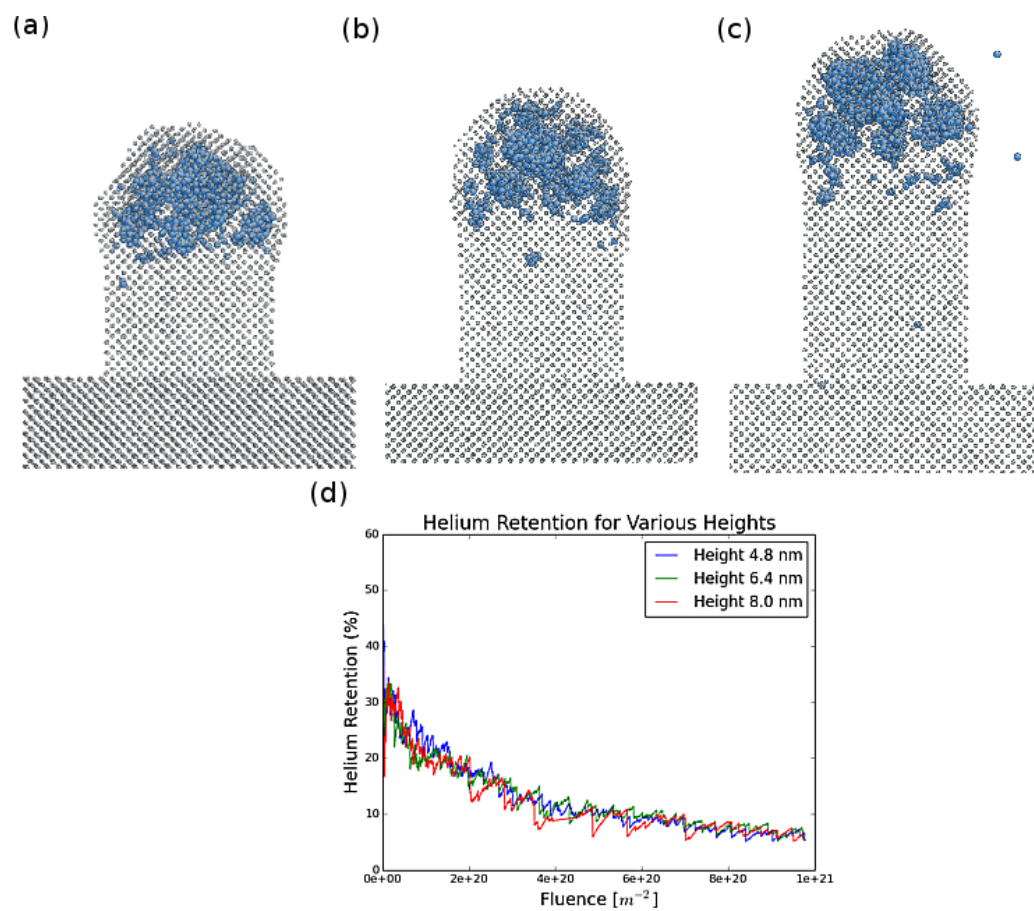 (a)
(b)
(c)
(d)
Helium Retention for Various Heights
Height 4.8 nm
Height 6.4 nm
Height 8.0 nm
Helium Retention (%)
60
50
40
30
20
10
0
0e+00 2e+20 4e+20 6e+20 8e+20 1e+21
Fluence [m⁻²]